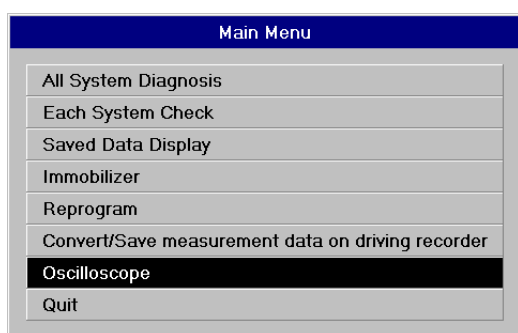 Main Menu
All System Diagnosis
Each System Check
Saved Data Display
Immobilizer
Reprogram
Convert/Save measurement data on driving recorder
Oscilloscope
Quit